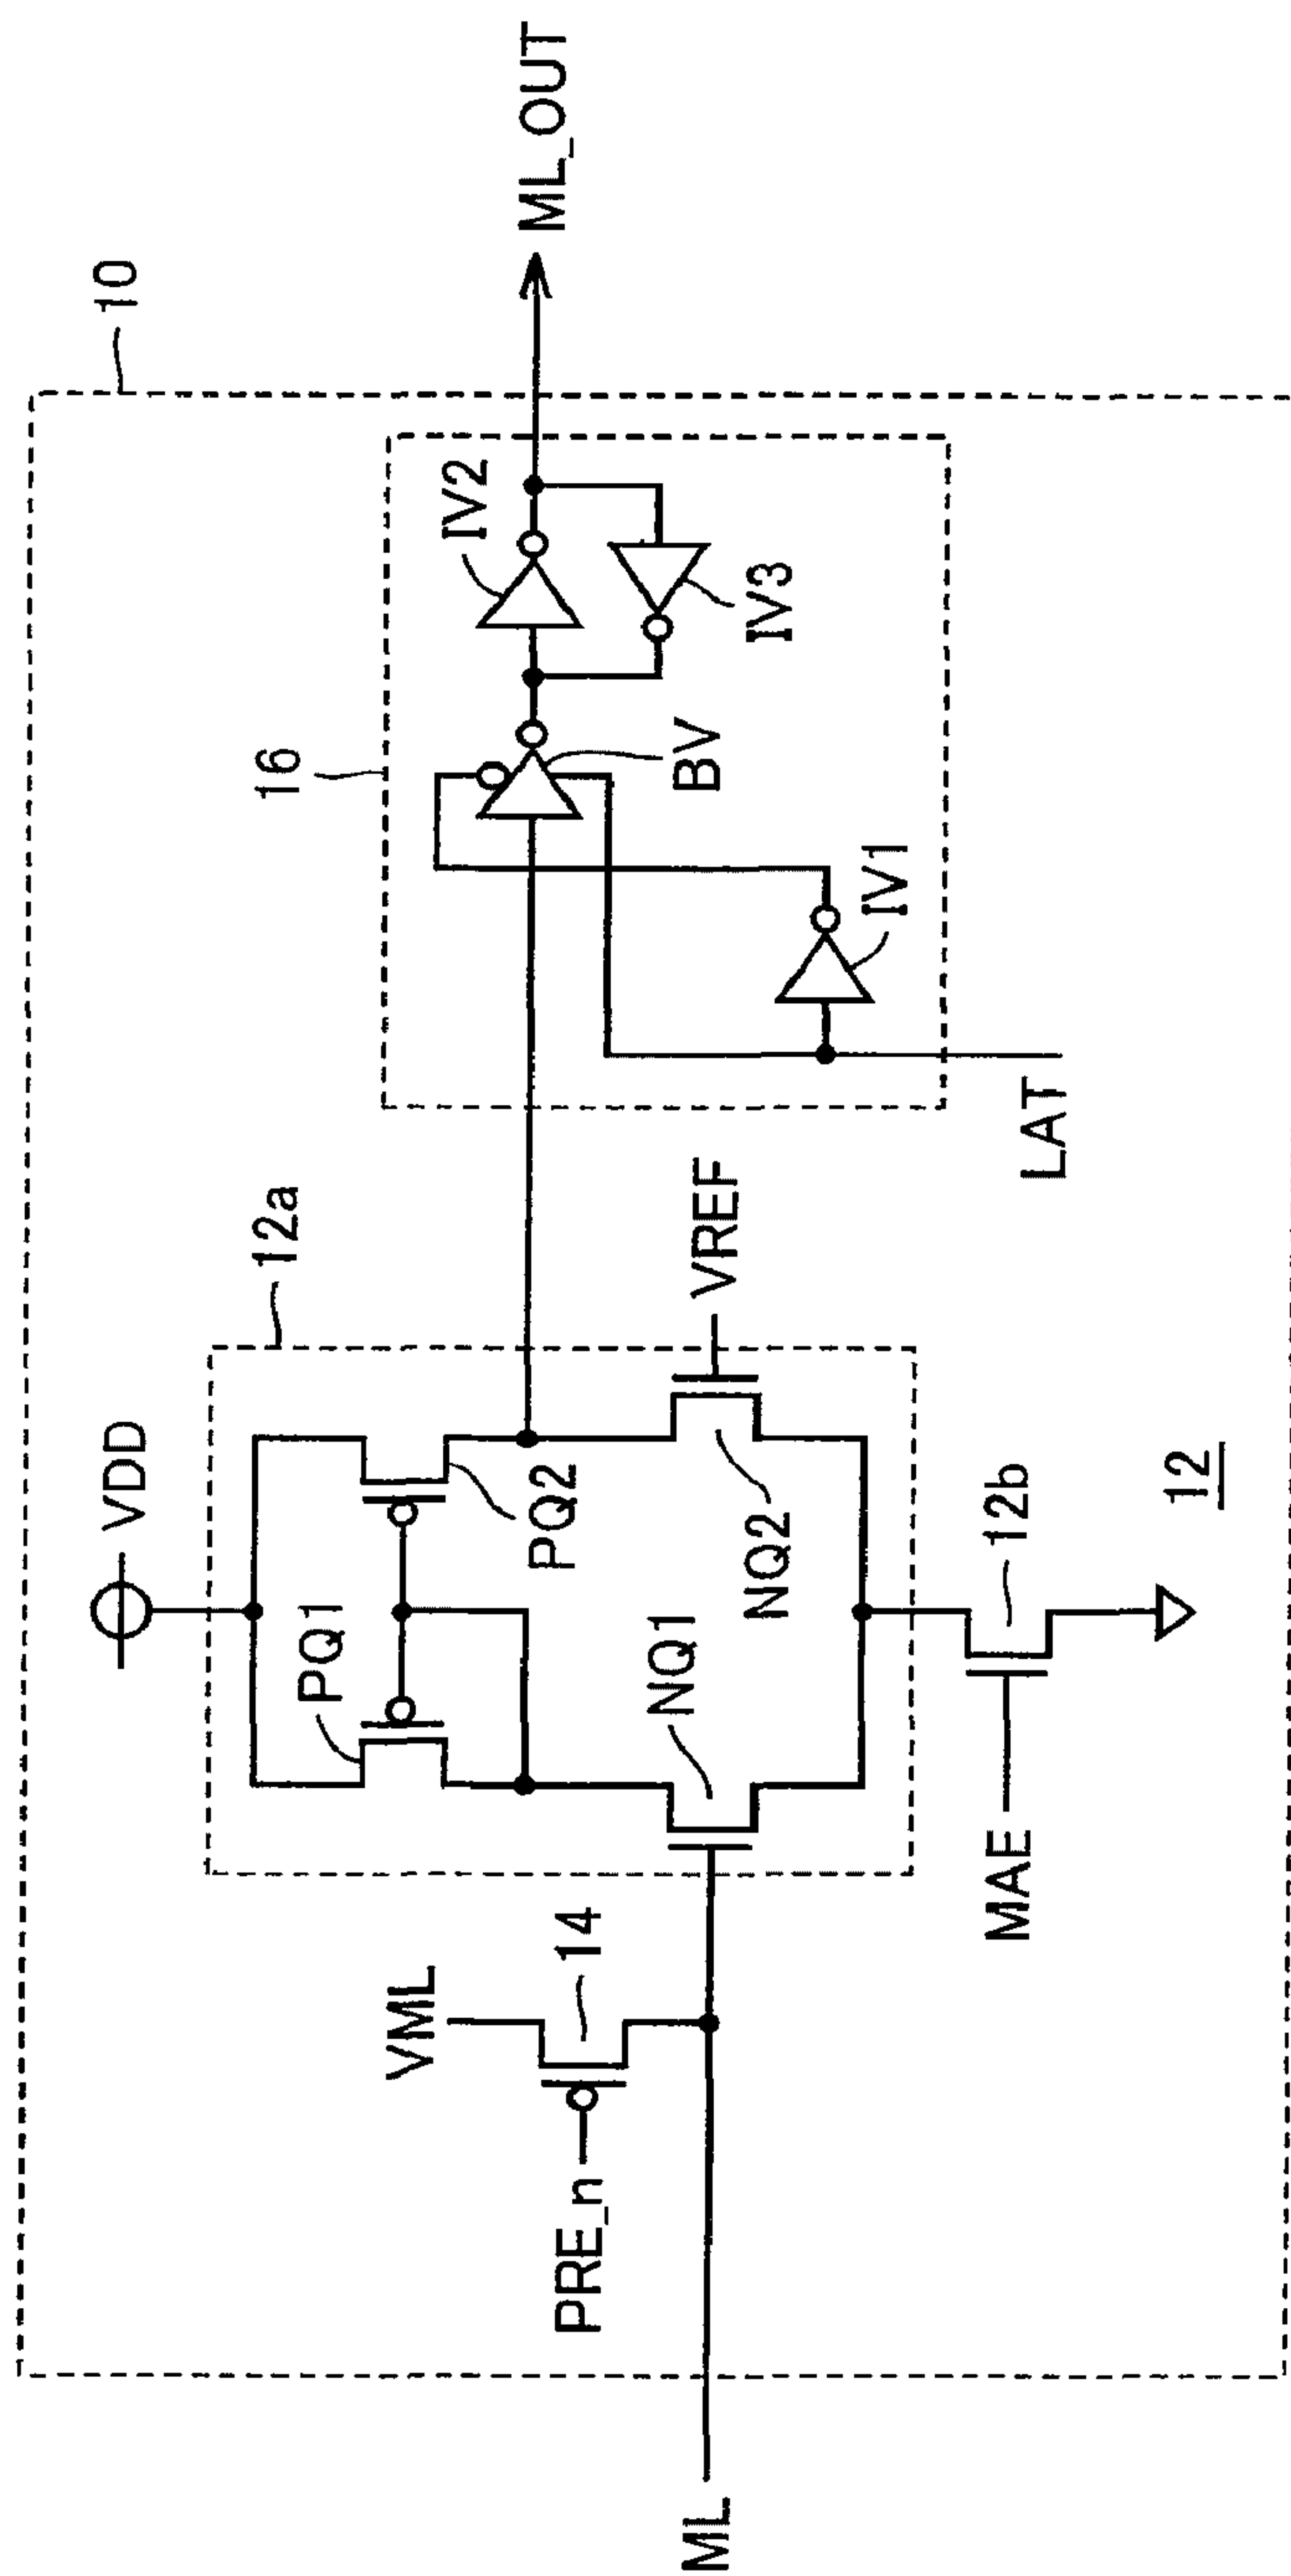 10
VDD
12a
16
IV2
ML_OUT
PQ1
PQ2
VML
14
PRE_n
NQ1
NQ2
VREF
BV
IV3
IV1
ML
MAE
12b
LAT
12